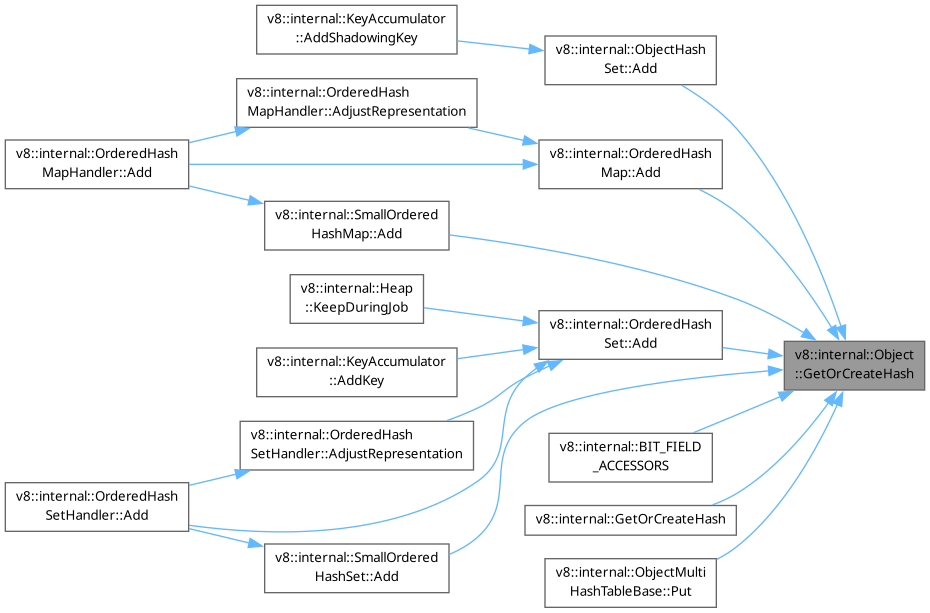 v8::internal::KeyAccumulator
::AddShadowingKey
v8::internal::ObjectHash
Set::Add
v8::internal::OrderedHash
MapHandler::AdjustRepresentation
v8::internal::OrderedHash
MapHandler::Add
v8::internal::OrderedHash
Map::Add
v8::internal::SmallOrdered
HashMap::Add
v8::internal::Heap
::KeepDuringJob
v8::internal::OrderedHash
Set::Add
v8::internal::Object
::GetOrCreateHash
v8::internal::KeyAccumulator
::AddKey
v8::internal::OrderedHash
SetHandler::AdjustRepresentation
v8::internal::BIT_FIELD
_ACCESSORS
v8::internal::OrderedHash
SetHandler::Add
v8::internal::GetOrCreateHash
v8::internal::SmallOrdered
HashSet::Add
v8::internal::ObjectMulti
HashTableBase::Put